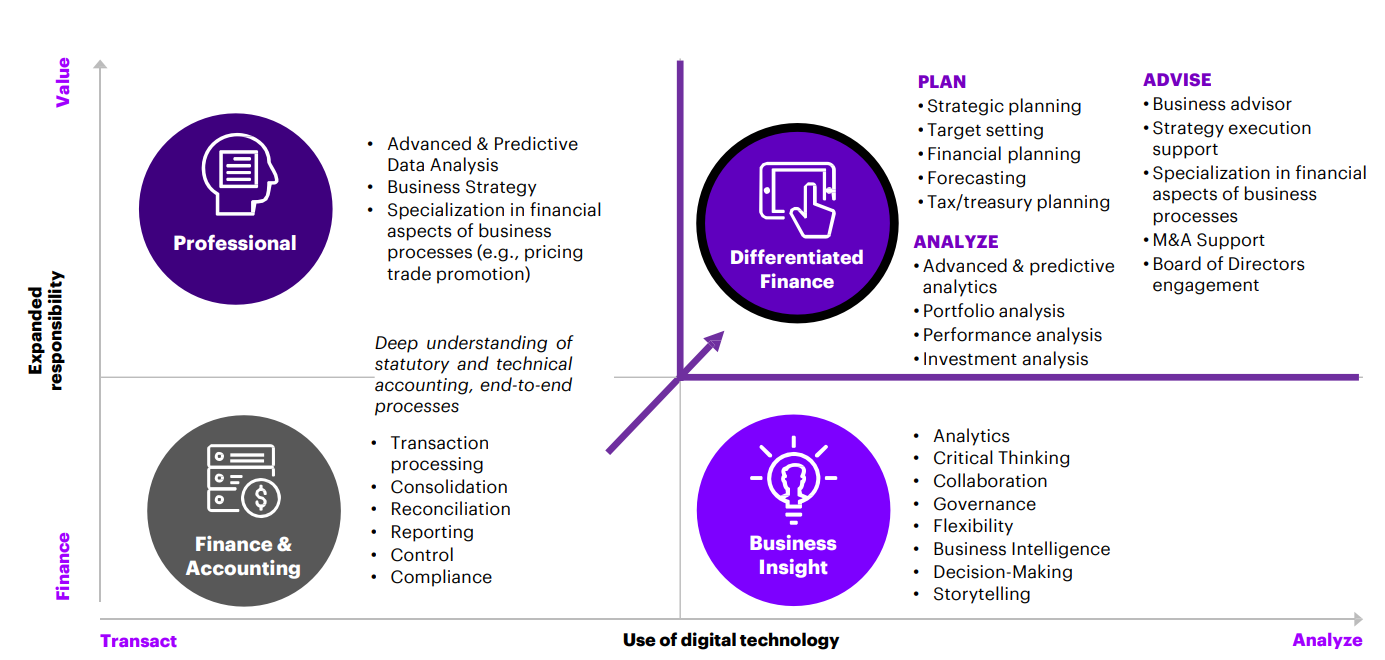 Value
Expanded
responsibility
Finance
Professional
• Advanced & Predictive
Data Analysis
• Business Strategy
• Specialization in financial
aspects of business
processes (e.g., pricing
trade promotion)
Differentiated
Finance
PLAN
• Strategic planning
• Target setting
• Financial planning
• Forecasting
• Tax/treasury planning
ANALYZE
• Advanced & predictive
analytics
• Portfolio analysis
• Performance analysis
• Investment analysis
ADVISE
• Business advisor
• Strategy execution
support
• Specialization in financial
aspects of business
processes
• M&A Support
• Board of Directors
engagement
Deep understanding of
statutory and technical
accounting, end-to-end
processes
Finance &
Accounting
• Transaction
processing
• Consolidation
• Reconciliation
• Reporting
• Control
• Compliance
Business
Insight
• Analytics
• Critical Thinking
• Collaboration
• Governance
• Flexibility
• Business Intelligence
• Decision-Making
• Storytelling
Transact
Use of digital technology
Analyze